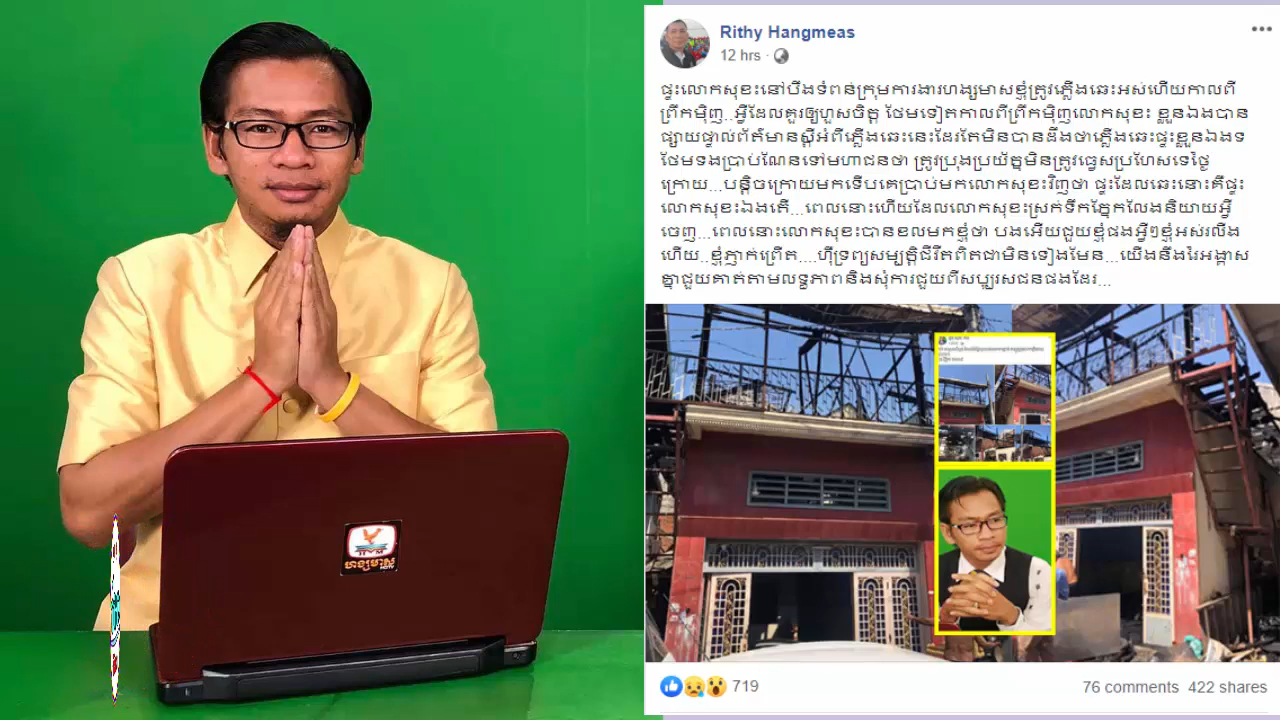 Rithy Hangmeas
12 hrs ·
ផ្ទះលោកសុខះនៅបឹងទំពន់ក្រុមការងារហង្សមាសខ្ញុំត្រូវភ្លើងឆេះអស់ហើយកាលពី
ព្រឹកម៉ិញ..អ្វីដែលគួរឲ្យហួសចិត្ត ថែមទៀតកាលពីព្រឹកម៉ិញលោកសុខះ ខ្លួនឯងបាន
ផ្សាយផ្ទាល់ព័ត៌មានស្តីអំពីភ្លើងឆេះនេះដែរតែមិនបានដឹងថាភ្លើងឆេះផ្ទះខ្លួនឯងទ
ថែមទងប្រាប់ណែនទៅមហាជនថា ត្រូវប្រុងប្រយ័ត្នមិនត្រូវធ្វេសប្រហែសទេថ្ងៃ
ក្រោយ...បន្តិចក្រោយមកទើបគេប្រាប់មកលោកសុខះវិញថា ផ្ទះដែលឆេះនោះគឺផ្ទះ
លោកសុខះឯងតើ...ពេលនោះហើយដែលលោកសុខះស្រក់ទឹកភ្នែកលែងនិយាយអ្វី
ចេញ...ពេលនោះលោកសុខះបានខលមកខ្ញុំថា បងអើយជួយខ្ញុំផងអ្វីៗខ្ញុំអស់រលីង
ហើយ..ខ្ញុំភ្ញាក់ព្រើត....ហ៊ីទ្រព្យសម្បត្តិជីវីតពិតជាមិនទៀងមែន...យើងនឹងរៃអង្គាស
គ្នាជួយគាត់តាមលទ្ធភាពនិងសុំការជួយពីសប្បុរសជនផងដែរ...
HM
ហង្សមាស
HDTV
719
76 comments 422 shares